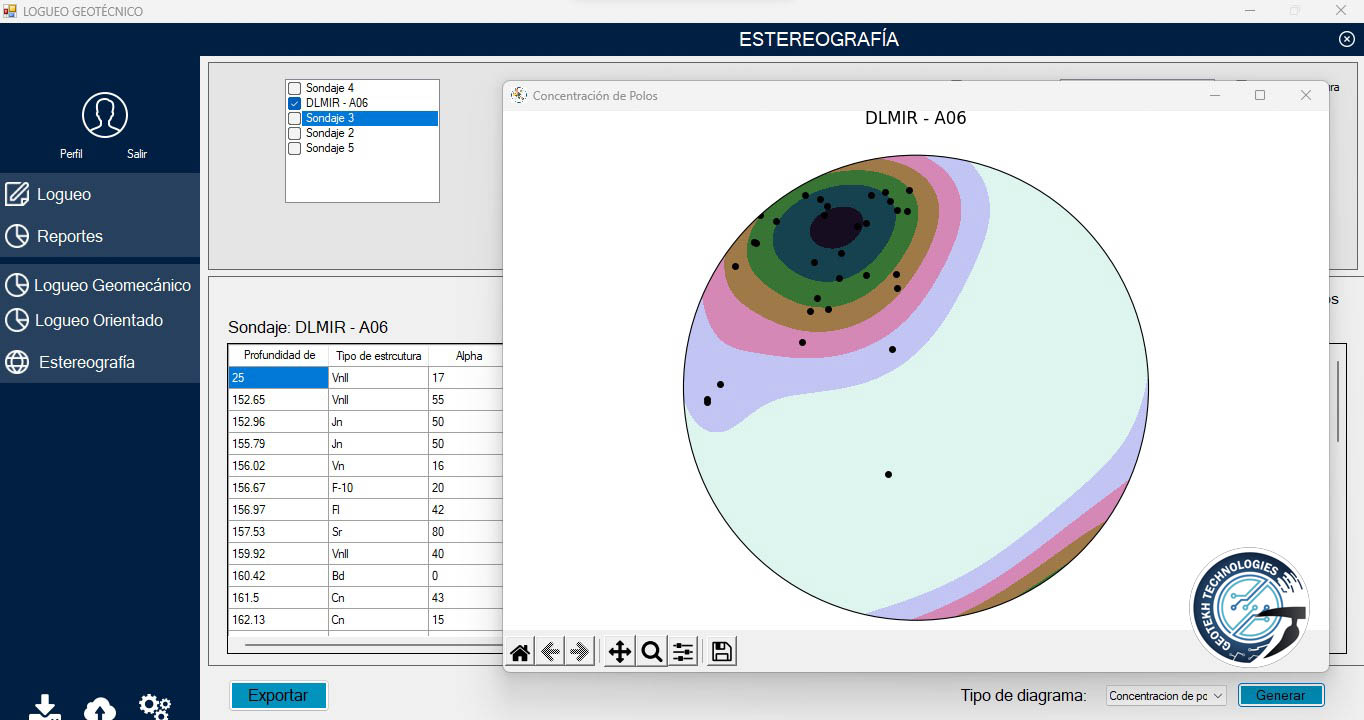 LOGUEO GEOTÉCNICO
ESTEREOGRAFÍA
Perfil
Salir
Logueo
Reportes
Logueo Geomecánico
Logueo Orientado
Estereografía
Sondaje 4
DLMIR - A06
Sondaje 3
Sondaje 2
Sondaje 5
Concentración de Polos
DLMIR - A06
ra
os
Sondaje: DLMIR - A06
Profundidad de Tipo de estrcutura Alpha
25 Vnll 17
152.65 Vnll 55
152.96 Jn 50
155.79 Jn 50
156.02 Vn 16
156.67 F-10 20
156.97 Fl 42
157.53 Sr 80
159.92 Vnll 40
160.42 Bd 0
161.5 Cn 43
162.13 Cn 15
GEOTEKH TECHNOLOGIES
Exportar
Tipo de diagrama:
Concentracion de po
Generar